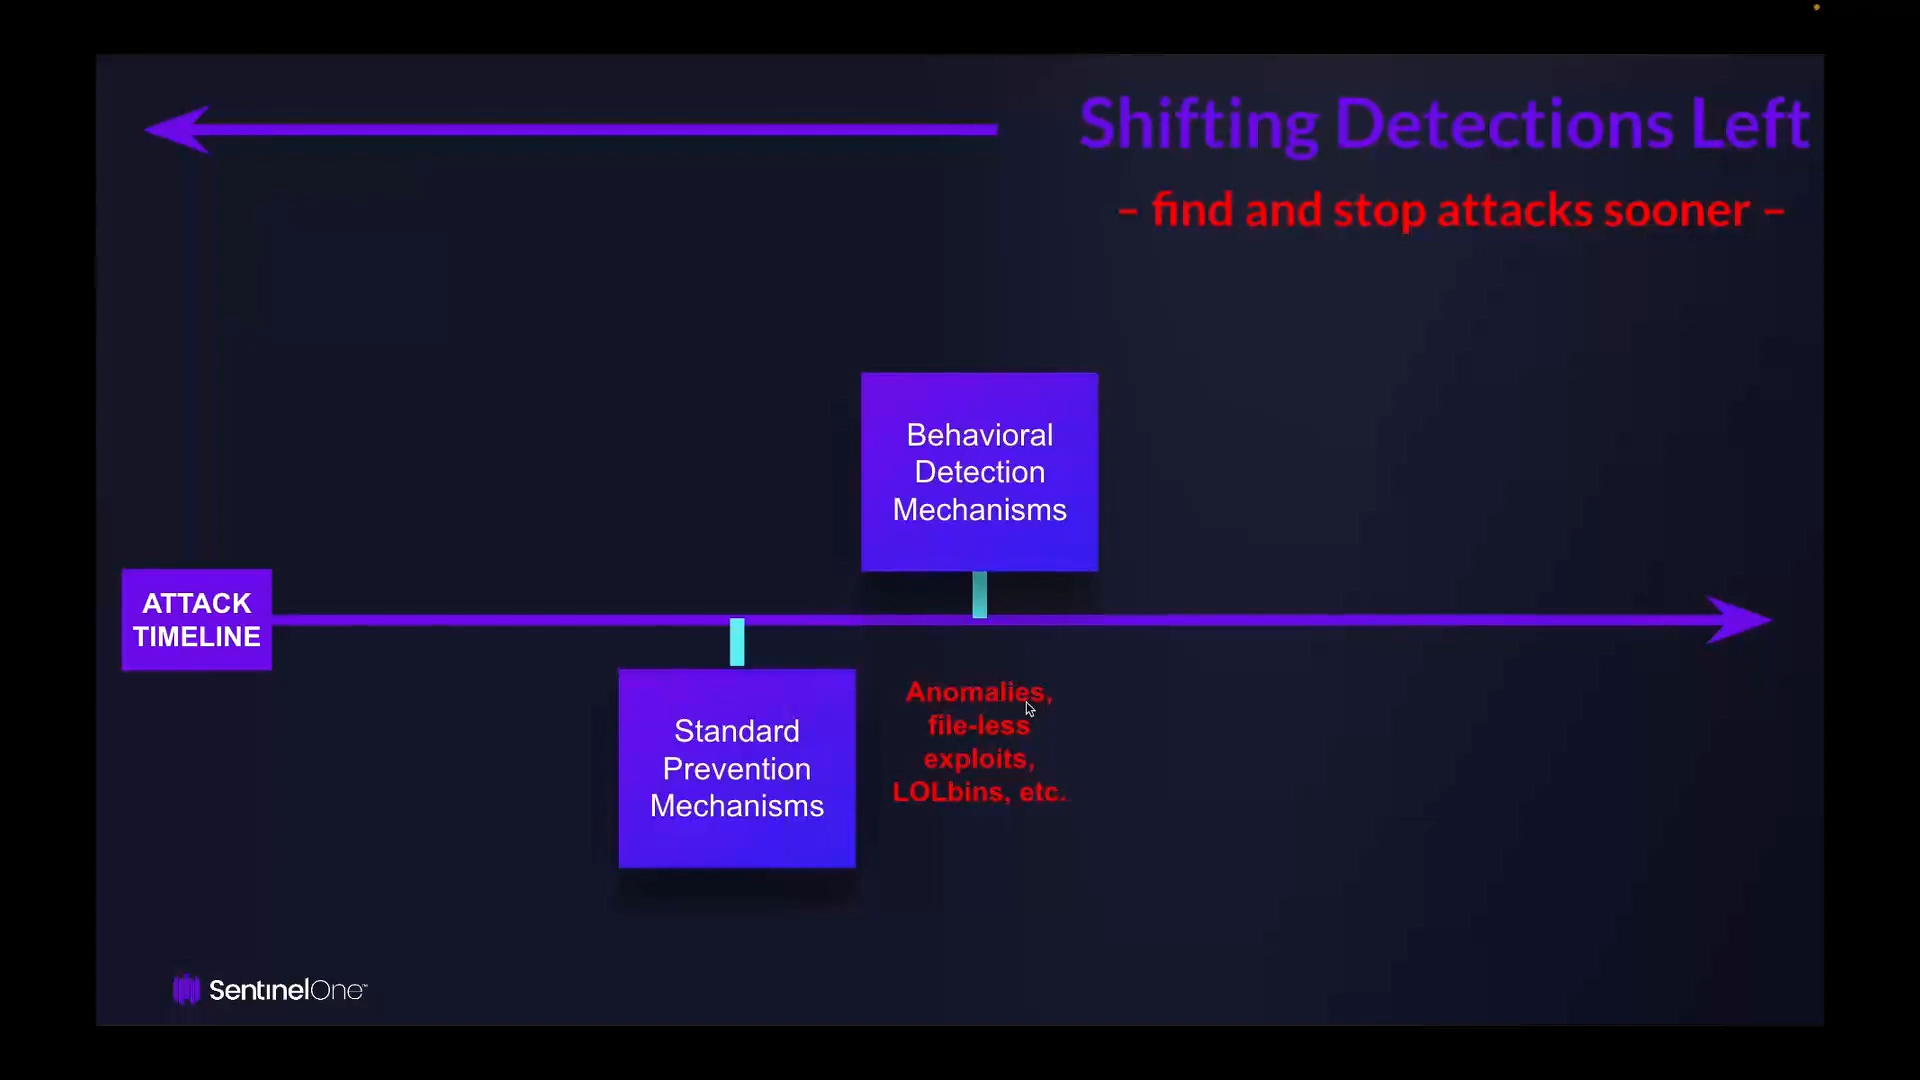 Shifting Detections Left
– find and stop attacks sooner –
Behavioral
Detection
Mechanisms
ATTACK
TIMELINE
Standard
Prevention
Mechanisms
Anomalies,
file-less
exploits,
LOLbins, etc.
SentinelOne™